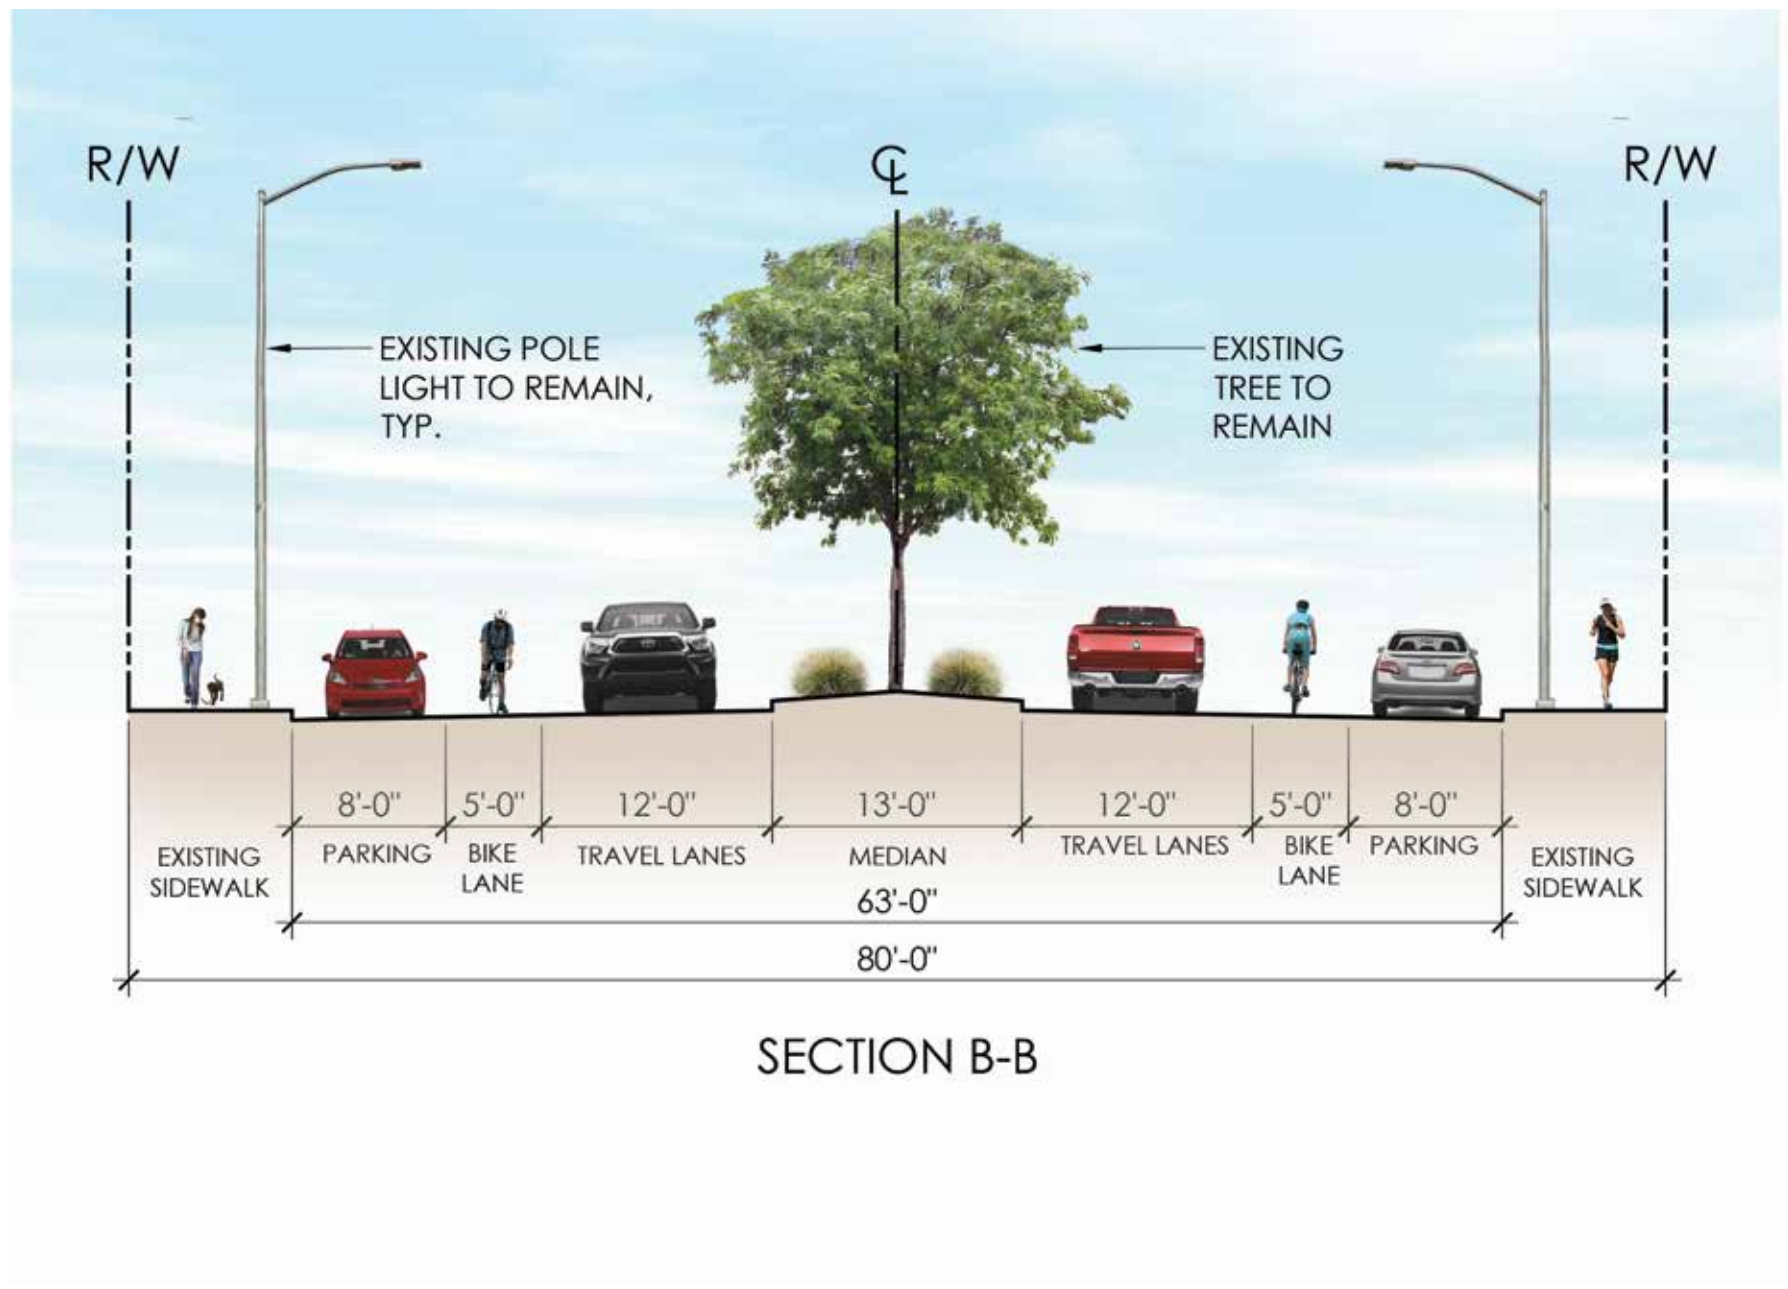 R/W
℄
R/W
EXISTING POLE
LIGHT TO REMAIN,
TYP.
EXISTING
TREE TO
REMAIN
8'-0"
5'-0"
12'-0"
13'-0"
12'-0"
5'-0"
8'-0"
EXISTING
SIDEWALK
PARKING
BIKE
LANE
TRAVEL LANES
MEDIAN
TRAVEL LANES
BIKE
LANE
PARKING
EXISTING
SIDEWALK
63'-0"
80'-0"
SECTION B-B